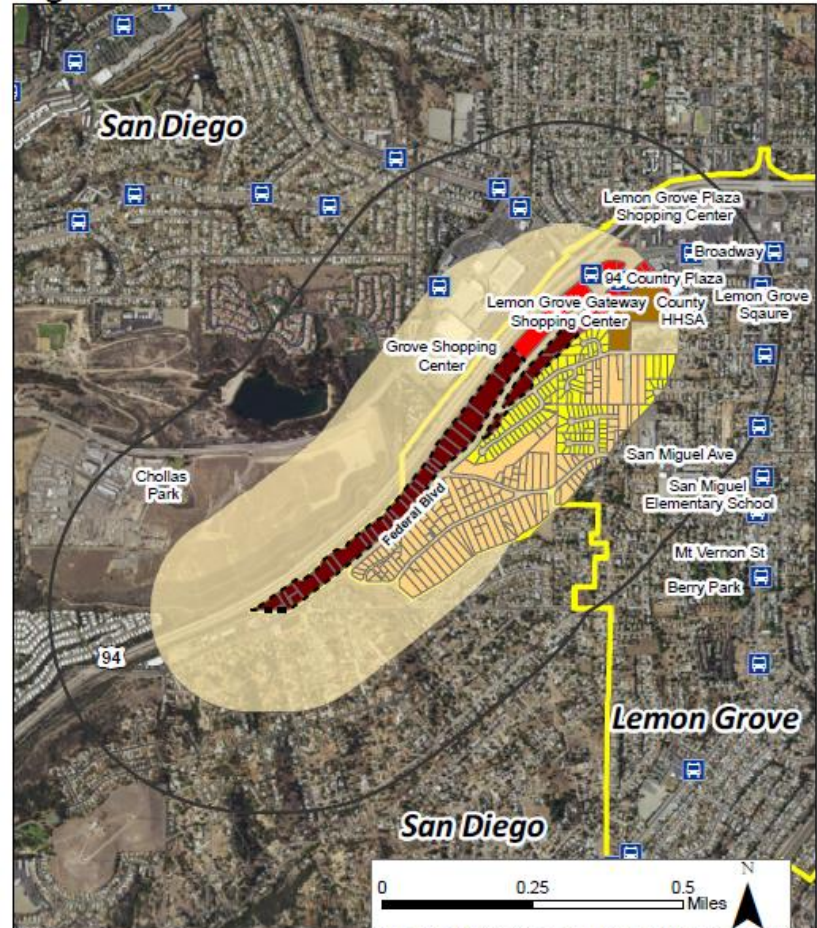 San Diego
Lemon Grove Plaza
Shopping Center
Broadway
94 Country Plaza
Lemon Grove Gateway
Shopping Center
County
HHSA
Lemon Grove
Sqaure
Grove Shopping
Center
San Miguel Ave
Chollas
Park
San Miguel
Elementary School
Federal Blvd
Mt Vernon St
Berry Park
94
Lemon Grove
San Diego
N
0 0.25 0.5
Miles